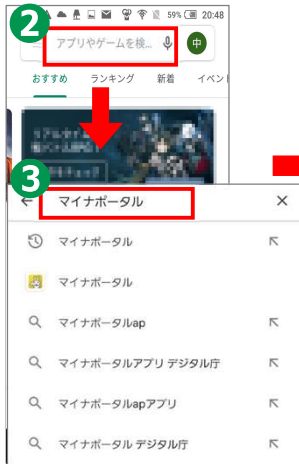 2
59% 20:48
アプリやゲームを検... 中
おすすめ ランキング 新着 イベン
3
マイナポータル
マイナポータル
マイナポータル
マイナポータルap
マイナポータルアプリ デジタル庁
マイナポータルapアプリ
マイナポータル デジタル庁